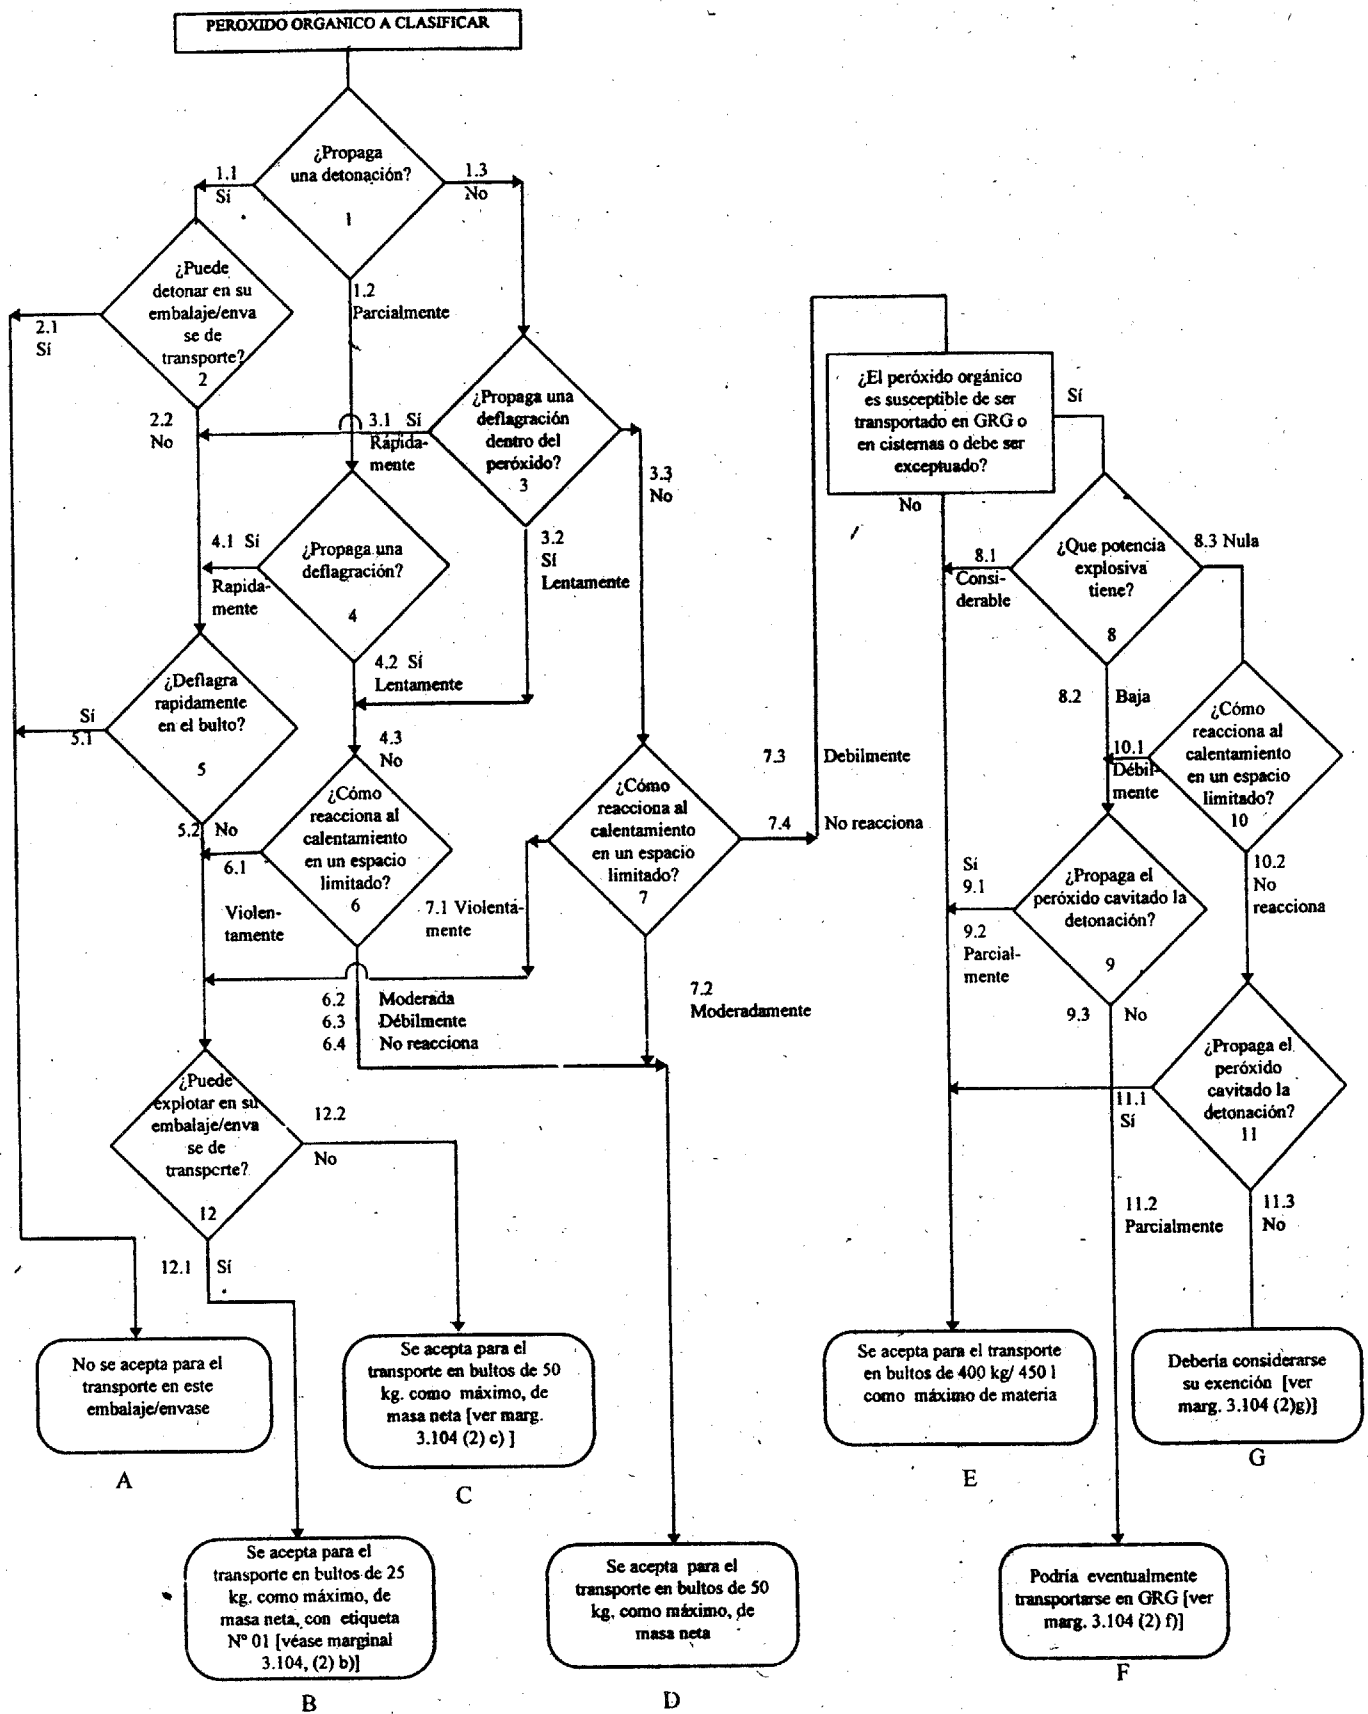 PEROXIDO ORGANICO A CLASIFICAR
¿Propaga
una detonación?
1
1.1
Sí
1.3
No
1.2
Parcialmente
¿Puede
detonar en su
embalaje/enva
se de
transporte?
2
2.1
Sí
2.2
No
¿Propaga una
deflagración
dentro del
peróxido?
3
3.1 Sí
Rápida-
mente
3.3
No
3.2
Sí
Lentamente
¿Propaga una
deflagración?
4
4.1 Sí
Rapida-
mente
4.2 Sí
Lentamente
4.3
No
¿Deflagra
rapidamente
en el bulto?
5
Sí
5.1
5.2 No
¿Cómo
reacciona al
calentamiento
en un espacio
limitado?
6
6.1
Violen-
tamente
6.2 Moderada
6.3 Débilmente
6.4 No reacciona
¿Cómo
reacciona al
calentamiento
en un espacio
limitado?
7
7.1 Violenta-
mente
7.2
Moderadamente
7.3 Debilmente
7.4 No reacciona
¿El peróxido orgánico
es susceptible de ser
transportado en GRG o
en cisternas o debe ser
exceptuado?
Sí
No
¿Que potencia
explosiva
tiene?
8
8.1
Consi-
derable
8.3 Nula
8.2 Baja
¿Cómo
reacciona al
calentamiento
en un espacio
limitado?
10
10.1
Débil-
mente
10.2
No
reacciona
¿Propaga el
peróxido cavitado la
detonación?
9
Sí
9.1
9.2
Parcial-
mente
9.3 No
¿Propaga el
peróxido
cavitado la
detonación?
11
11.1
Sí
11.2
Parcialmente
11.3
No
¿Puede
explotar en su
embalaje/enva
se de
transporte?
12
12.2
No
12.1 Sí
No se acepta para el
transporte en este
embalaje/envase
A
Se acepta para el
transporte en bultos de 50
kg. como máximo, de
masa neta [ver marg.
3.104 (2) c) ]
C
Se acepta para el transporte
en bultos de 400 kg/ 450 l
como máximo de materia
E
Debería considerarse
su exención [ver
marg. 3.104 (2)g)]
G
Se acepta para el
transporte en bultos de 25
kg. como máximo, de
masa neta, con etiqueta
Nº 01 [véase marginal
3.104, (2) b)]
B
Se acepta para el
transporte en bultos de 50
kg. como máximo, de
masa neta
D
Podría eventualmente
transportarse en GRG [ver
marg. 3.104 (2) f)]
F